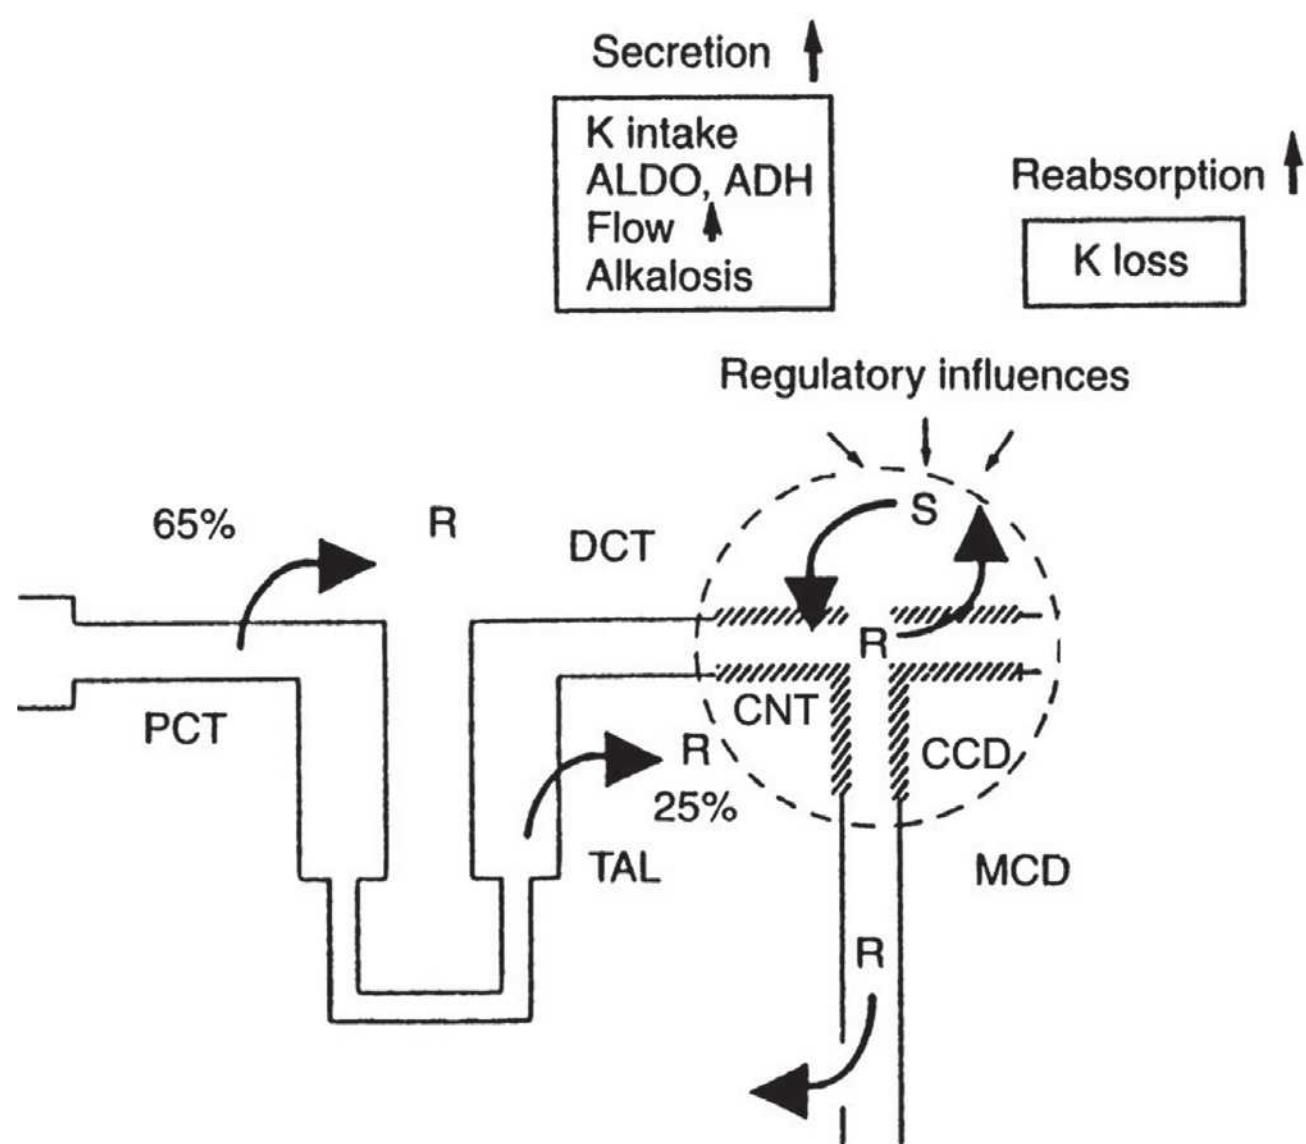 Secretion
K intake
ALDO, ADH
Flow
Alkalosis
Reabsorption
K loss
Regulatory influences
65%
R
DCT
S
R
PCT
CNT
CCD
R
25%
TAL
MCD
R